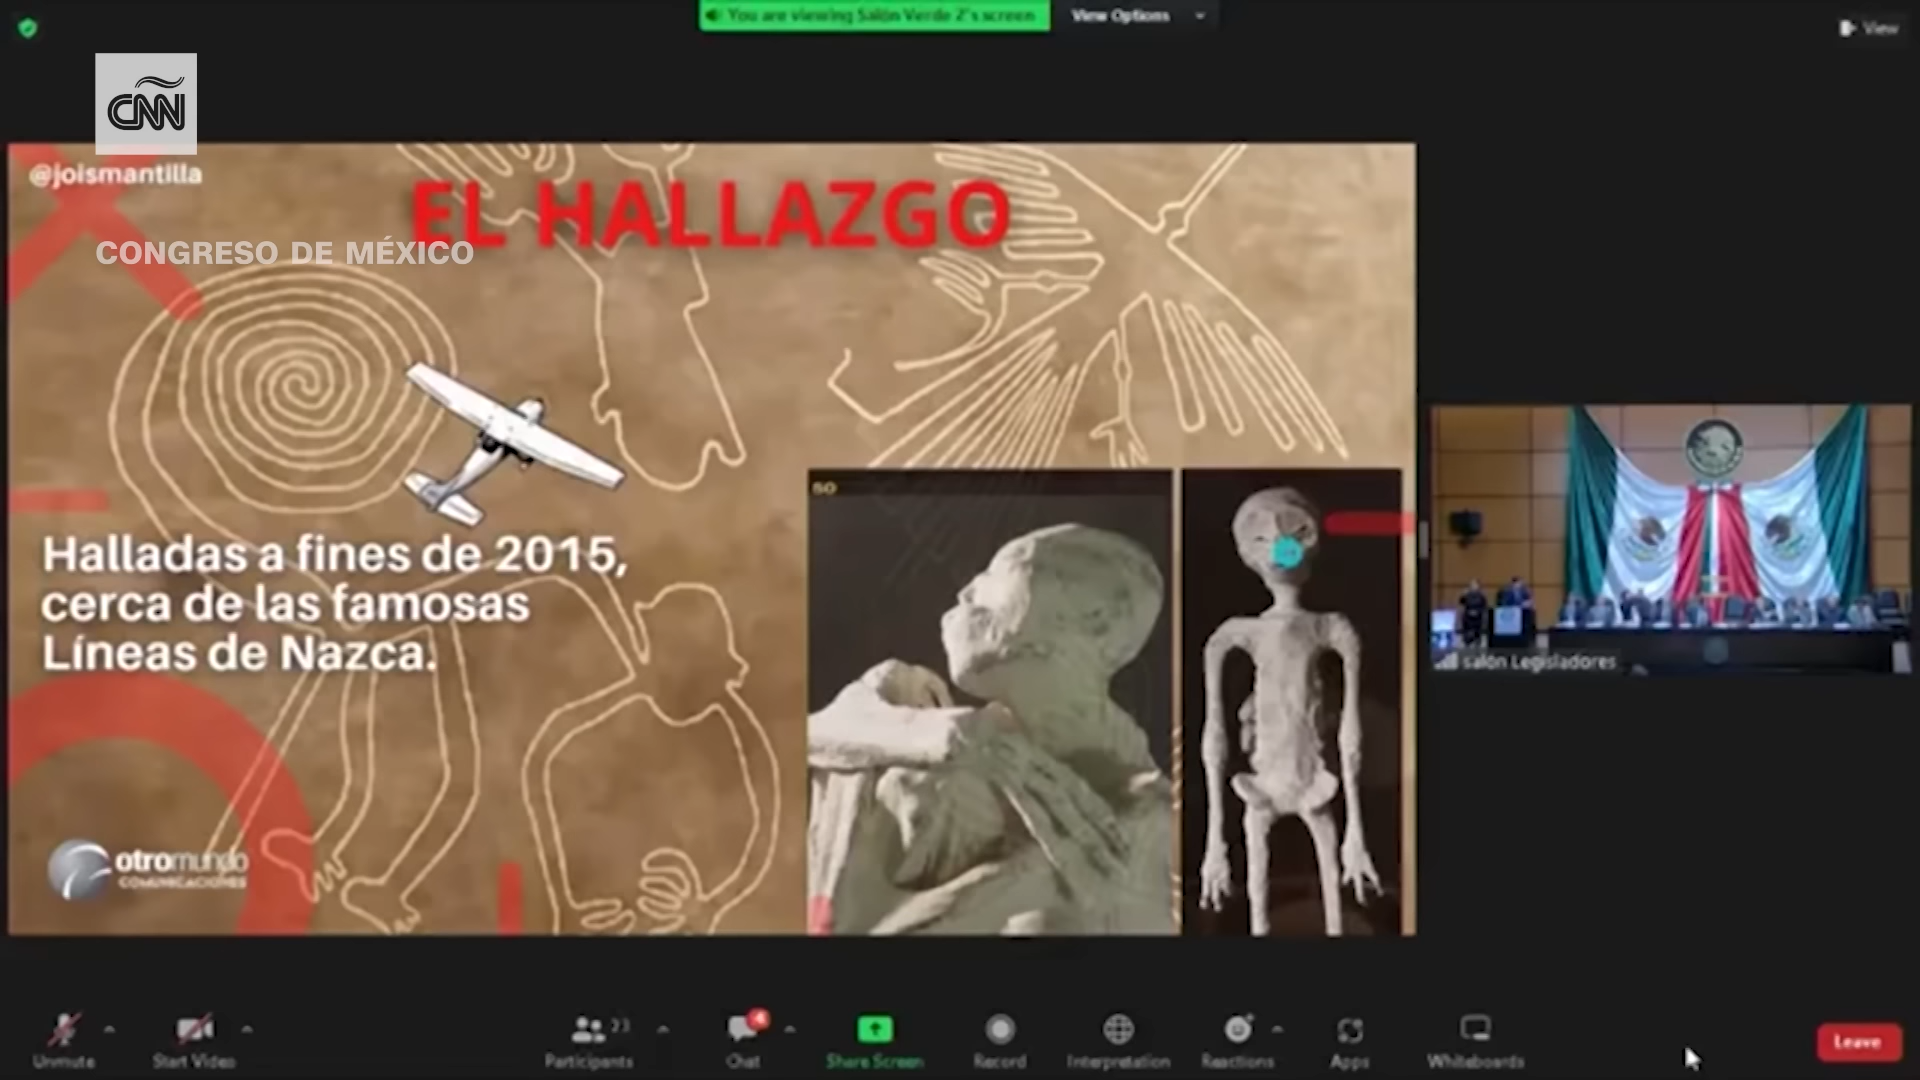 You are viewing Salón Verde 2's screen
View Options
View
CNN
@joismantilla
EL HALLAZGO
CONGRESO DE MÉXICO
Halladas a fines de 2015,
cerca de las famosas
Líneas de Nazca.
otromundo
COMUNICACIONES
salón Legisladores
Unmute
Start Video
Participants
23
Chat
4
Share Screen
Record
Interpretation
Reactions
Apps
Whiteboards
Leave